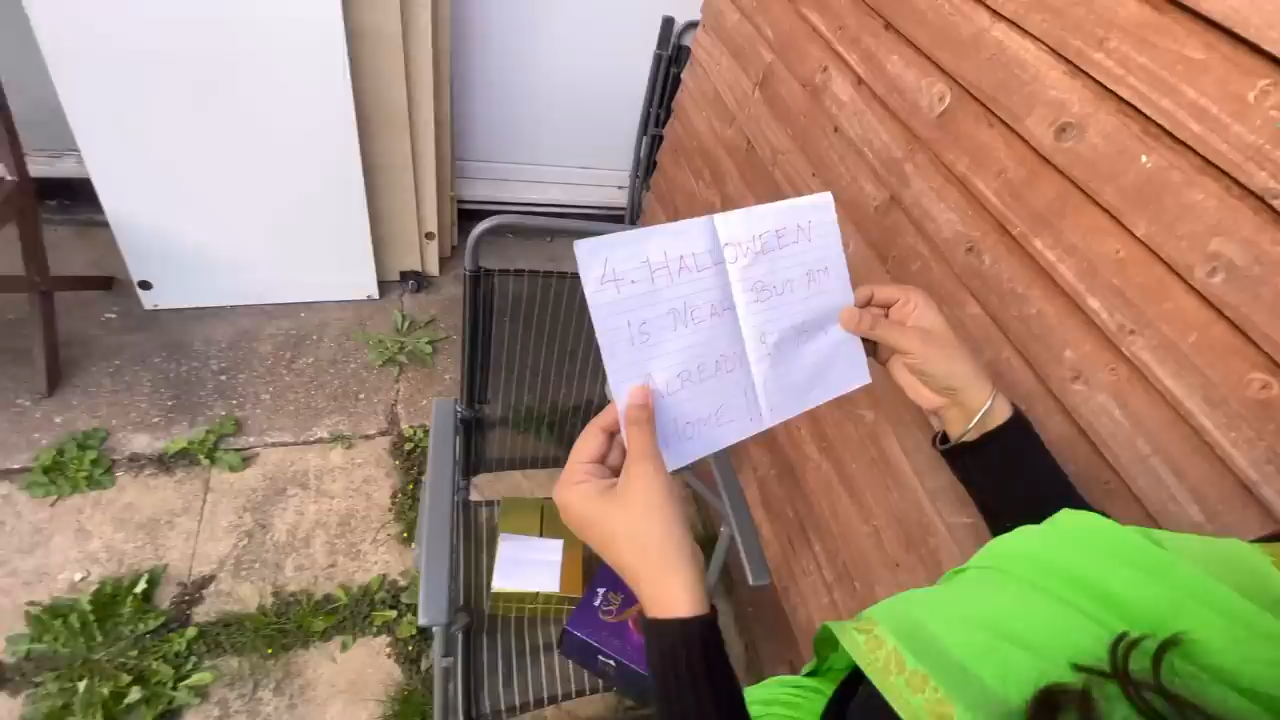 4. HALLOWEEN
IS NEAR BUT AM
ALREADY
HOME !!
Silk